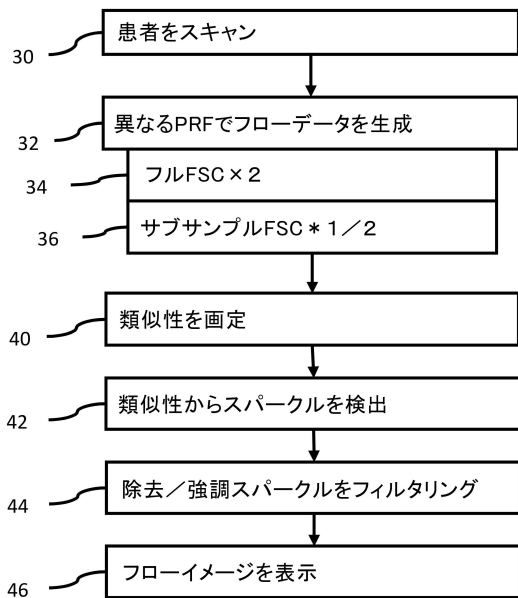 30 患者をスキャン
32 異なるPRFでフローデータを生成
34 フルFSC×2
36 サブサンプルFSC*1/2
40 類似性を画定
42 類似性からスパークルを検出
44 除去/強調スパークルをフィルタリング
46 フローイメージを表示